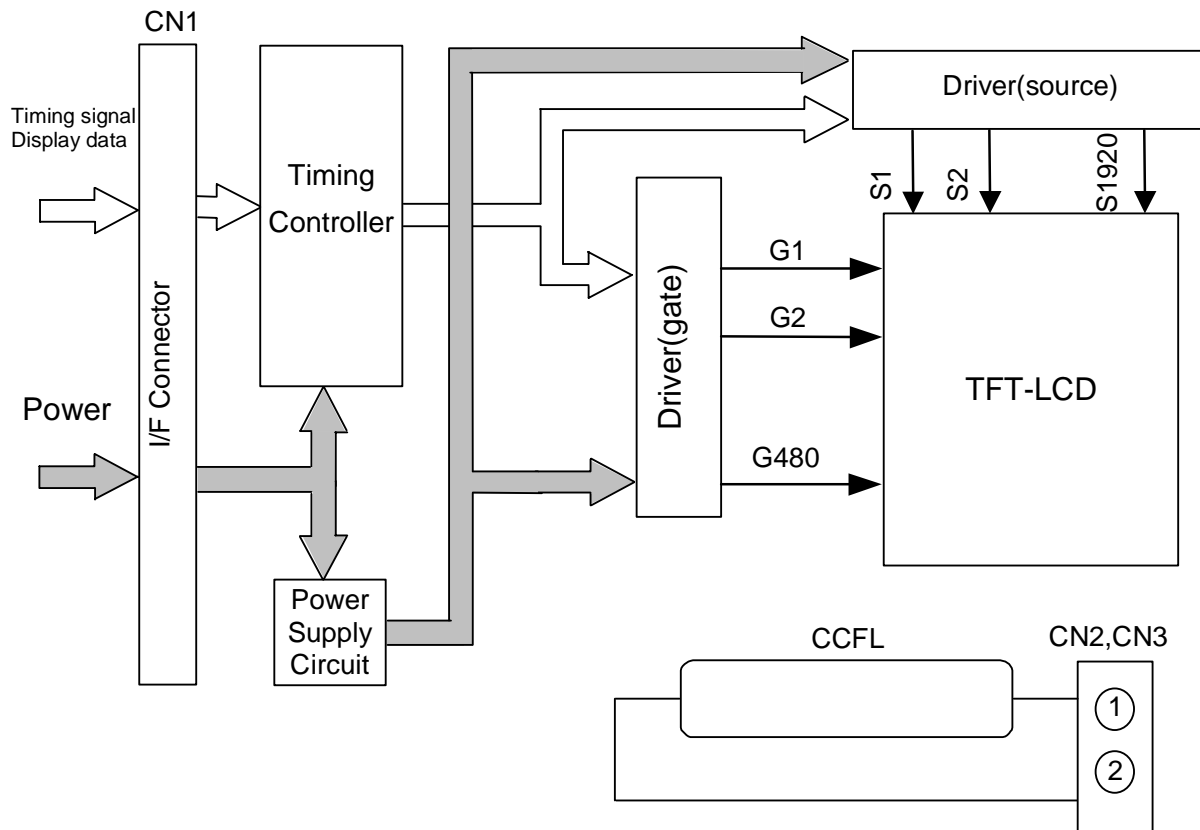 CN1
Timing signal
Display data
Timing
Controller
Driver(source)
S1
S2
S1920
I/F Connector
Driver(gate)
G1
G2
G480
TFT-LCD
Power
Power
Supply
Circuit
CCFL
CN2,CN3
1
2